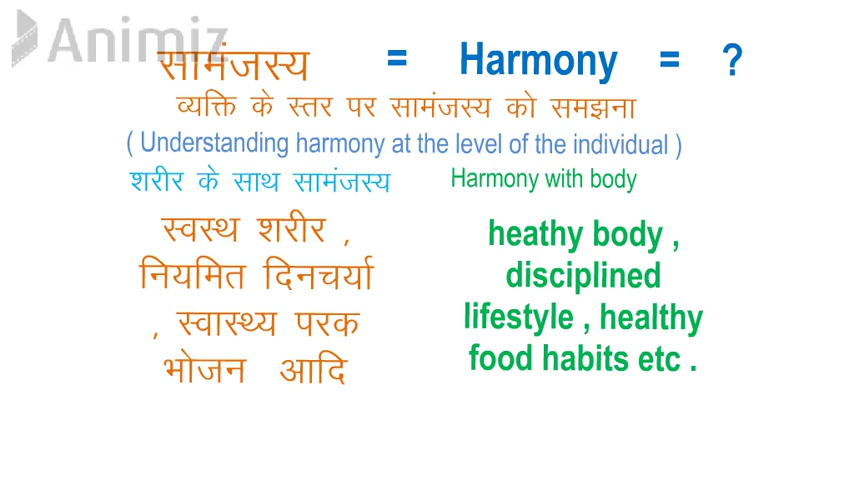 Animiz
सामंजस्य = Harmony = ?
व्यक्ति के स्तर पर सामंजस्य को समझना
( Understanding harmony at the level of the individual )
शरीर के साथ सामंजस्य Harmony with body
स्वस्थ शरीर ,
नियमित दिनचर्या
, स्वास्थ्य परक
भोजन आदि
heathy body ,
disciplined
lifestyle , healthy
food habits etc .